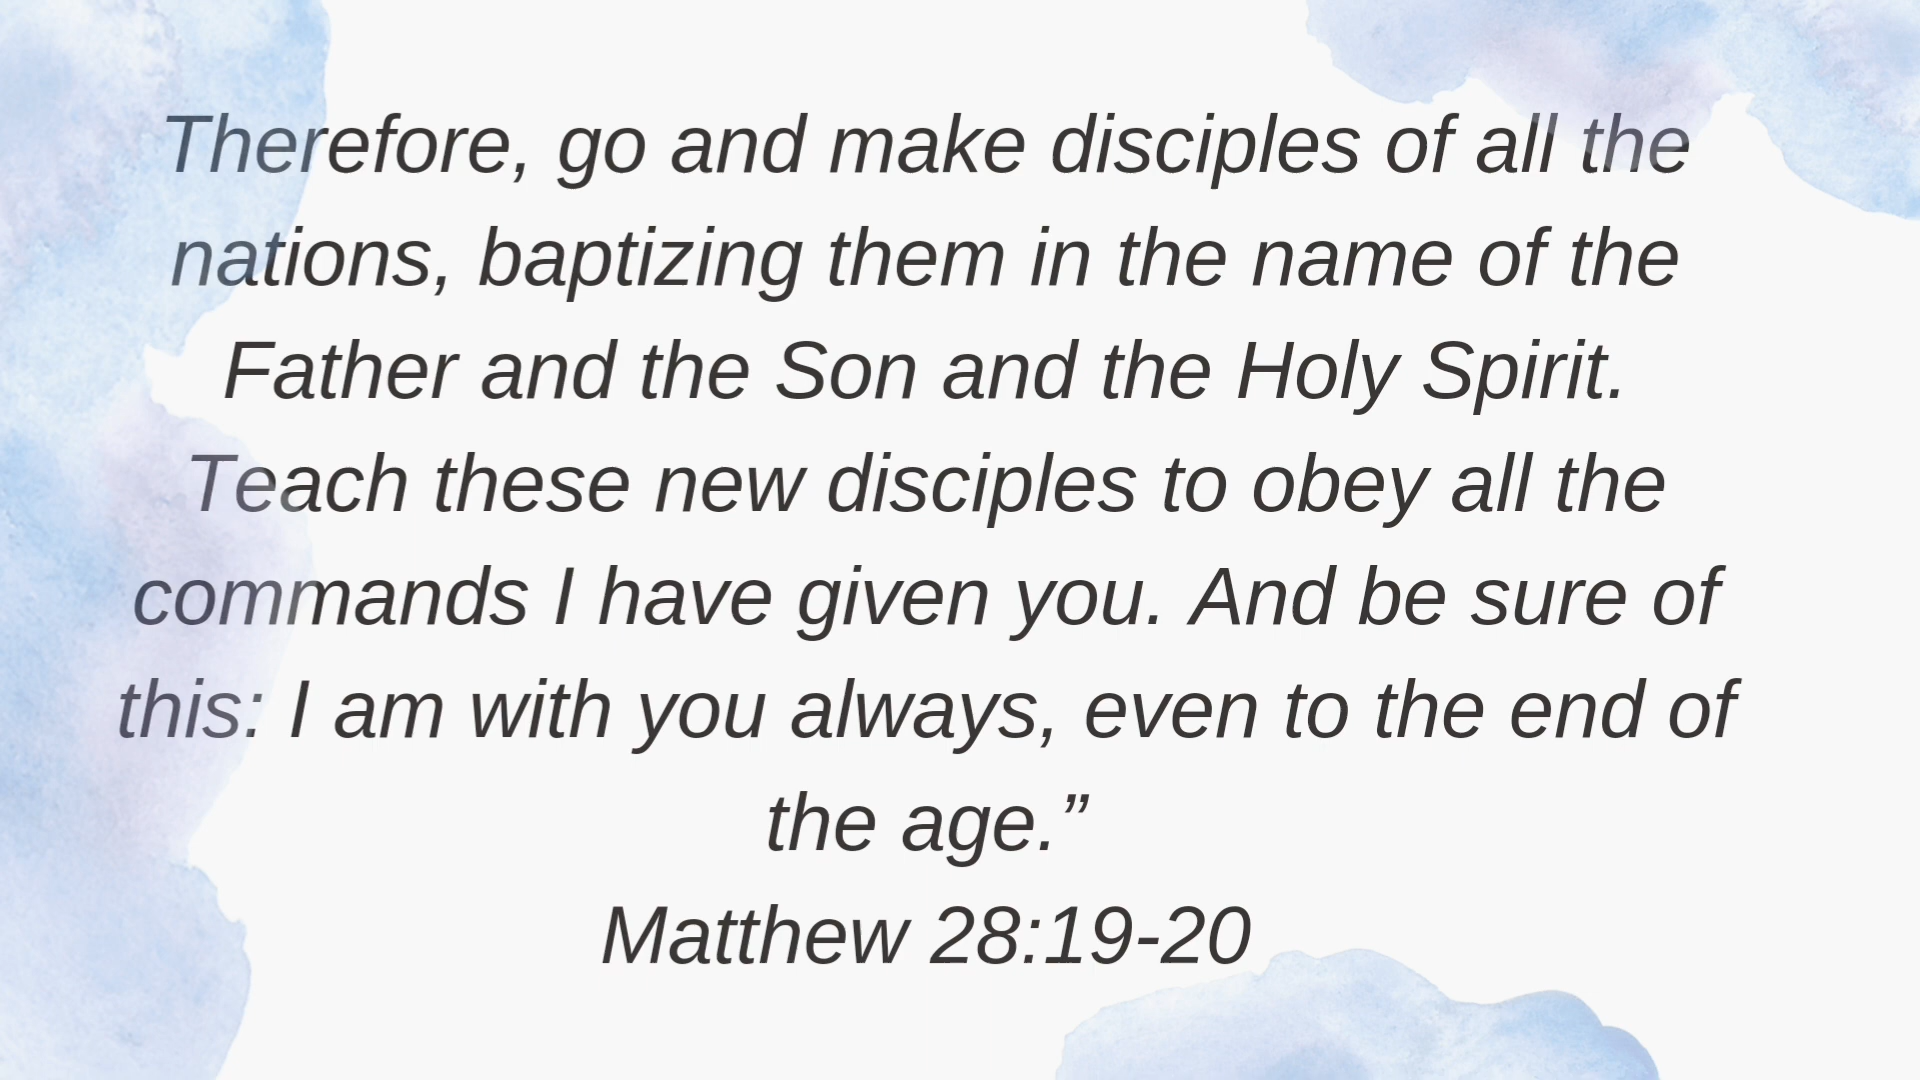 Therefore, go and make disciples of all the
nations, baptizing them in the name of the
Father and the Son and the Holy Spirit.
Teach these new disciples to obey all the
commands I have given you. And be sure of
this: I am with you always, even to the end of
the age.”
Matthew 28:19-20